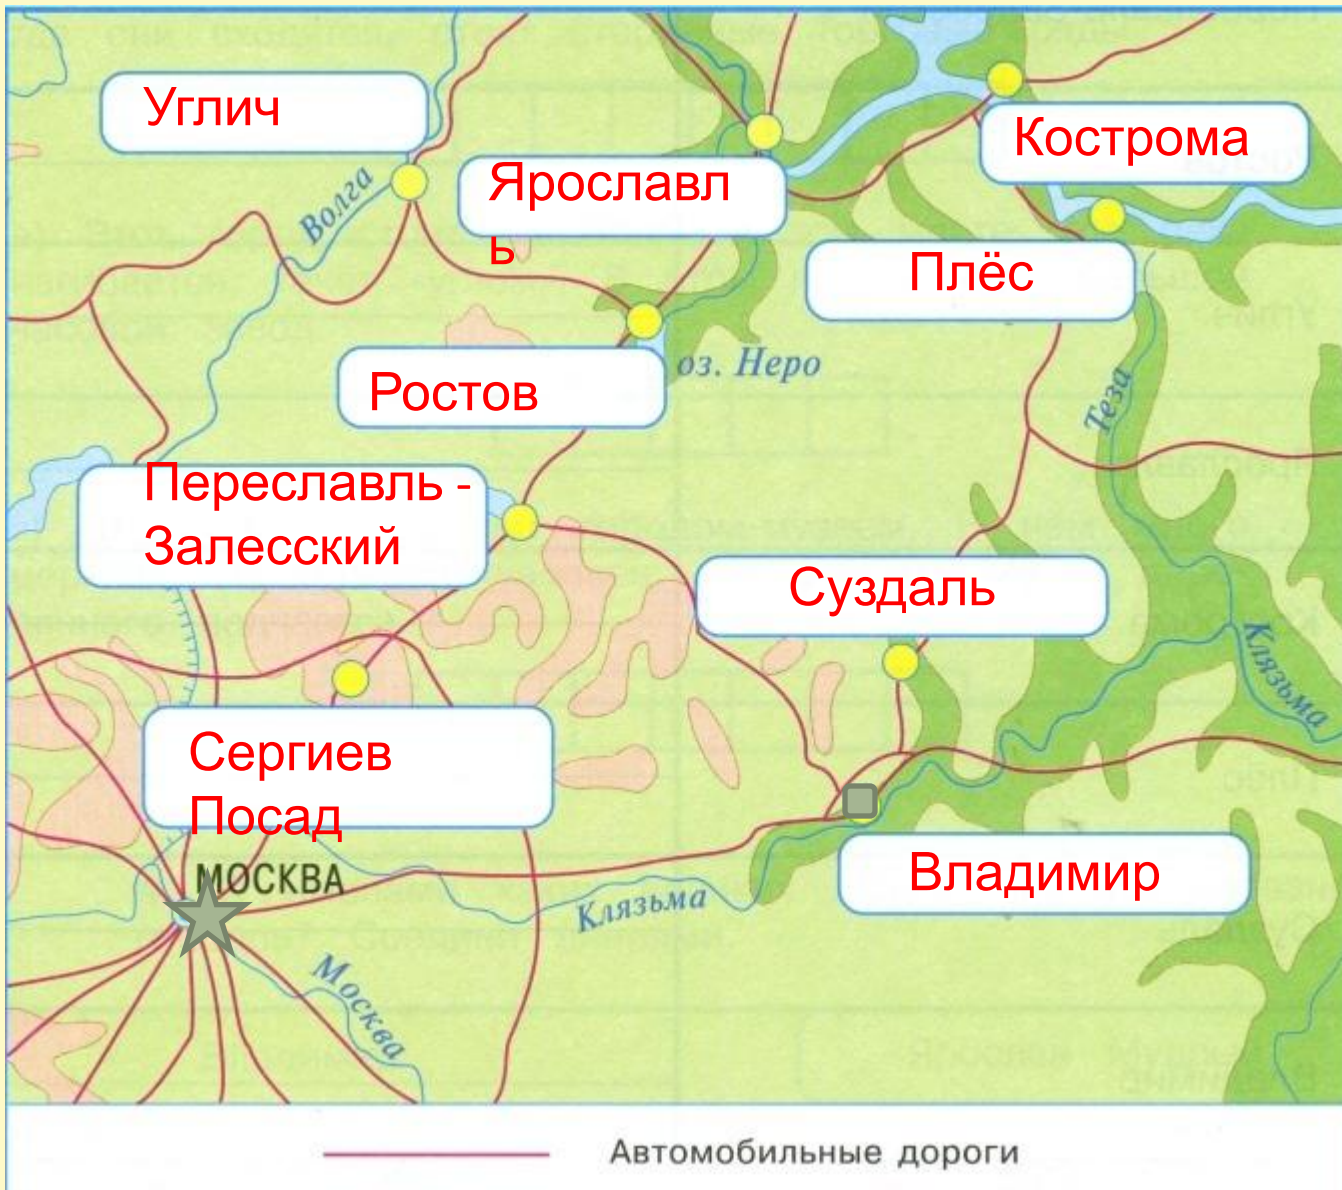 Углич
Кострома
Ярославл
ь
Волга
Плёс
оз. Неро
Ростов
Теза
Переславль -
Залесский
Суздаль
Клязьма
Сергиев
Посад
МОСКВА
Владимир
Клязьма
Москва
Автомобильные дороги